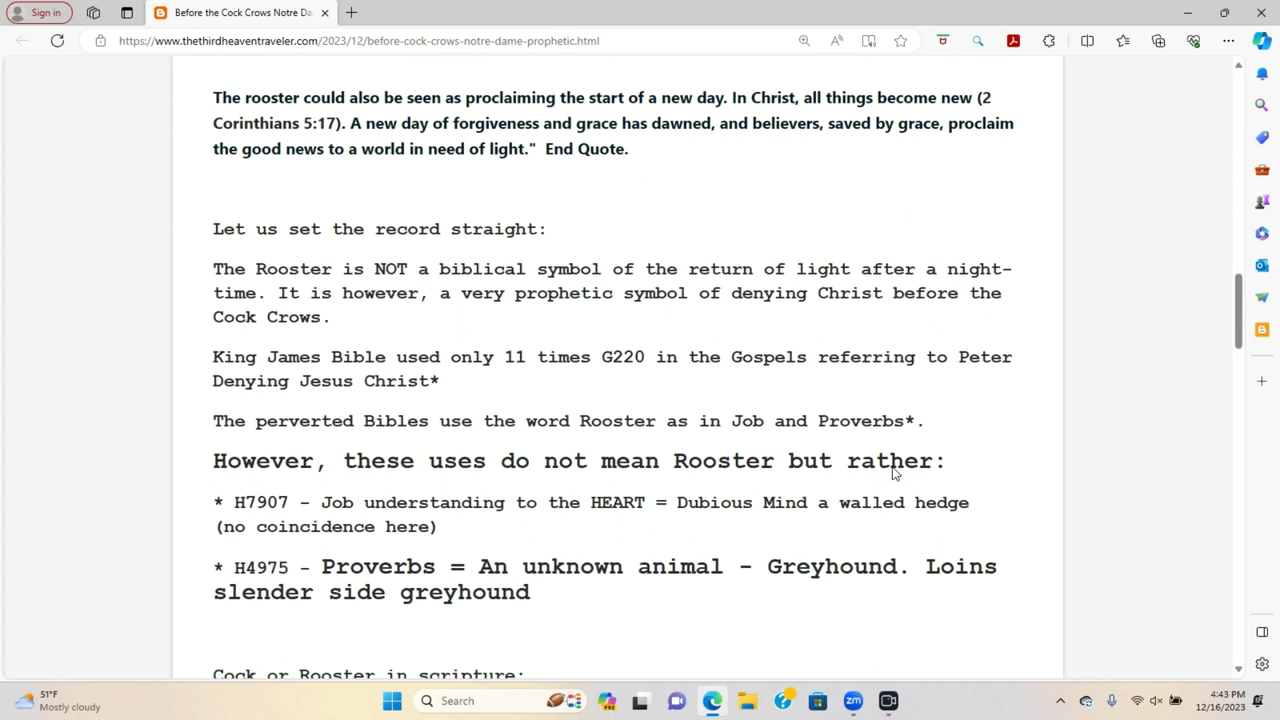 Sign in
Before the Cock Crows Notre Da
https://www.thethirdheaventraveler.com/2023/12/before-cock-crows-notre-dame-prophetic.html
The rooster could also be seen as proclaiming the start of a new day. In Christ, all things become new (2
Corinthians 5:17). A new day of forgiveness and grace has dawned, and believers, saved by grace, proclaim
the good news to a world in need of light." End Quote.
Let us set the record straight:
The Rooster is NOT a biblical symbol of the return of light after a night-
time. It is however, a very prophetic symbol of denying Christ before the
Cock Crows.
King James Bible used only 11 times G220 in the Gospels referring to Peter
Denying Jesus Christ*
The perverted Bibles use the word Rooster as in Job and Proverbs*.
However, these uses do not mean Rooster but rather:
* H7907 - Job understanding to the HEART = Dubious Mind a walled hedge
(no coincidence here)
* H4975 - Proverbs = An unknown animal - Greyhound. Loins
slender side greyhound
Cock or Rooster in scripture:
51°F
Mostly cloudy
Search
PRE
zm
4:43 PM
12/16/2023